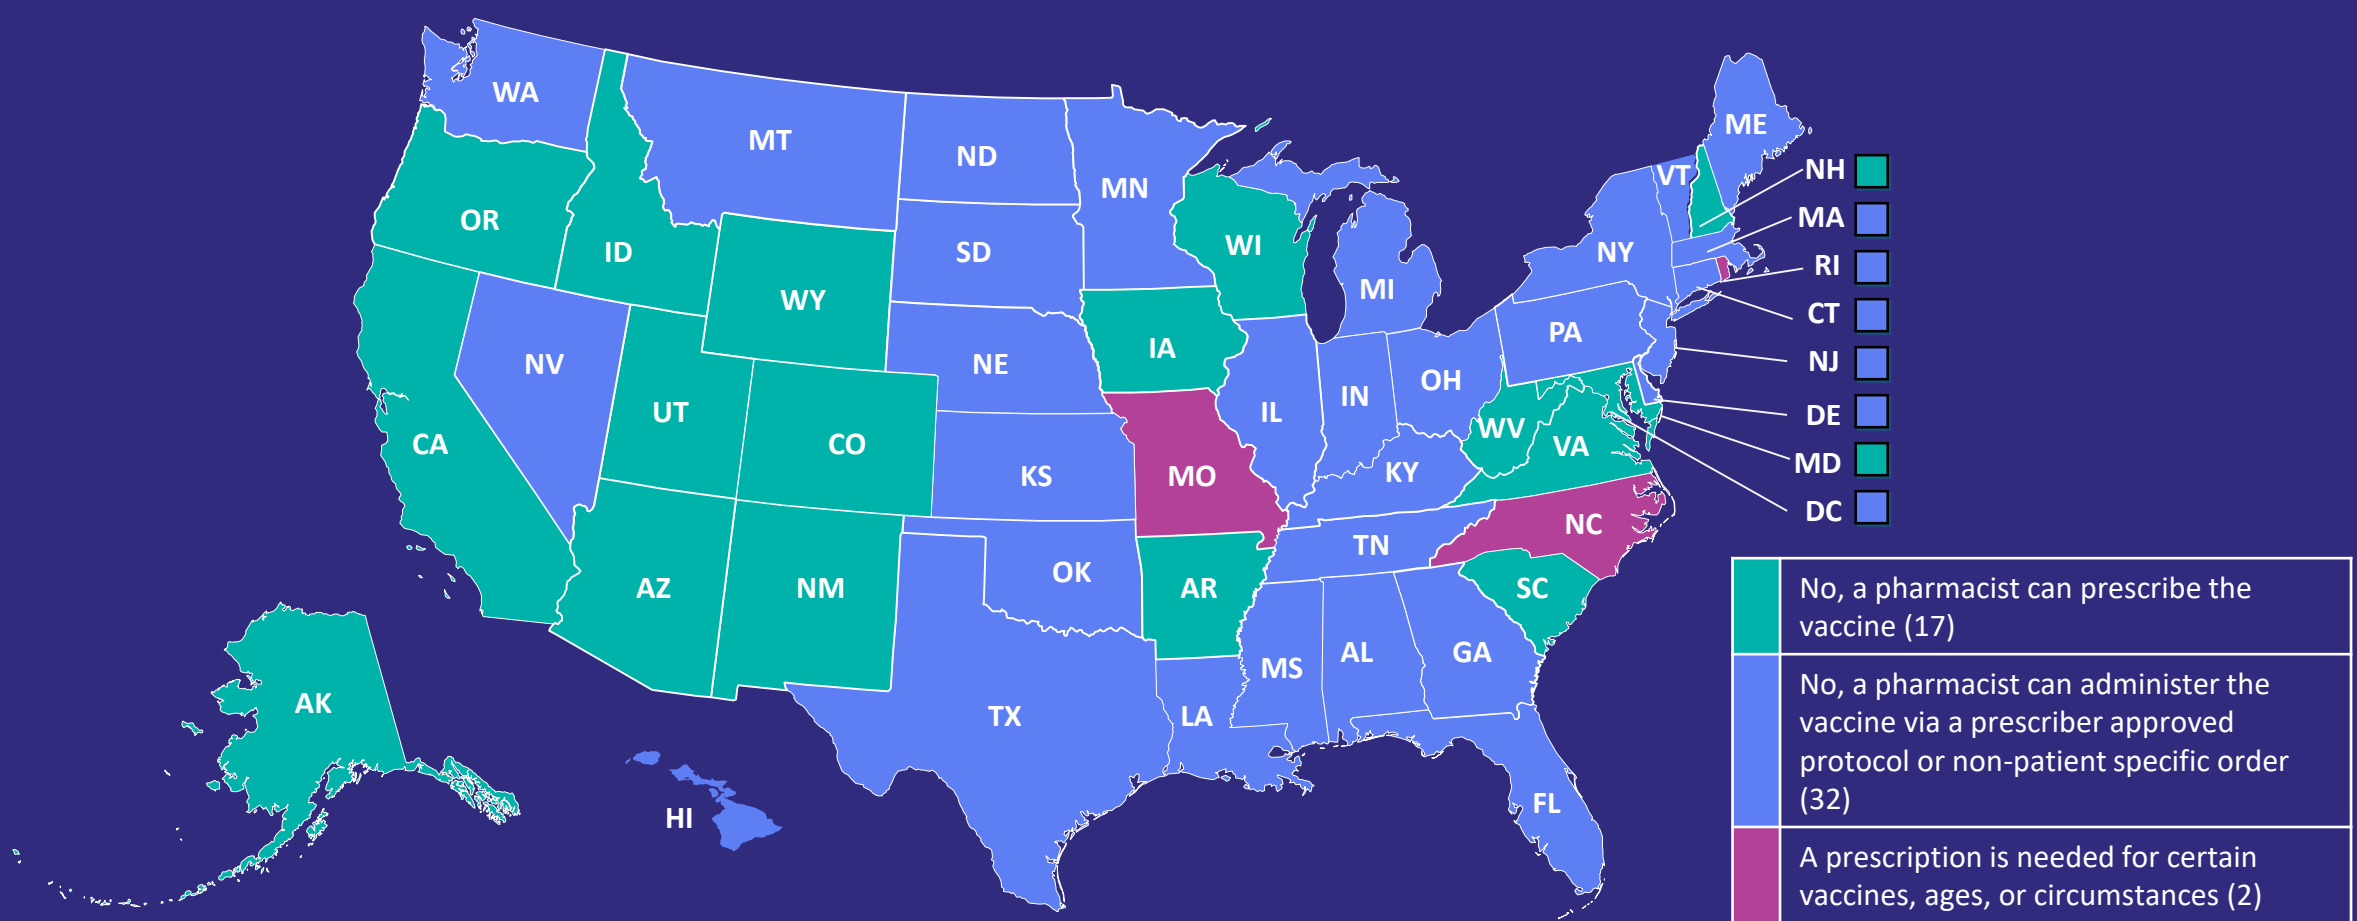 WA
MT
ND
MN
ME
VT
NH
MA
OR
ID
SD
WI
NY
RI
WY
MI
CT
PA
NV
IA
NJ
NE
OH
UT
IN
IL
DE
CA
CO
WV
VA
KS
MO
KY
MD
DC
NC
TN
AZ
NM
OK
AR
SC
MS
AL
GA
AK
TX
LA
HI
FL
No, a pharmacist can prescribe the
vaccine (17)
No, a pharmacist can administer the
vaccine via a prescriber approved
protocol or non-patient specific order
(32)
A prescription is needed for certain
vaccines, ages, or circumstances (2)